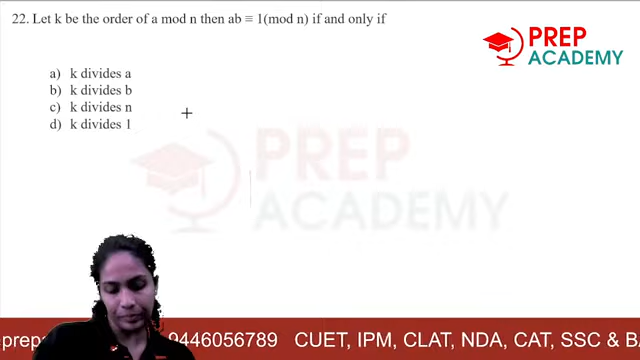 22. Let k be the order of a mod n then ab ≡ 1(mod n) if and only if
PREP
ACADEMY
a) k divides a
b) k divides b
c) k divides n
d) k divides 1
PREP
ACADEMY
prep
9446056789 CUET, IPM, CLAT, NDA, CAT, SSC & B